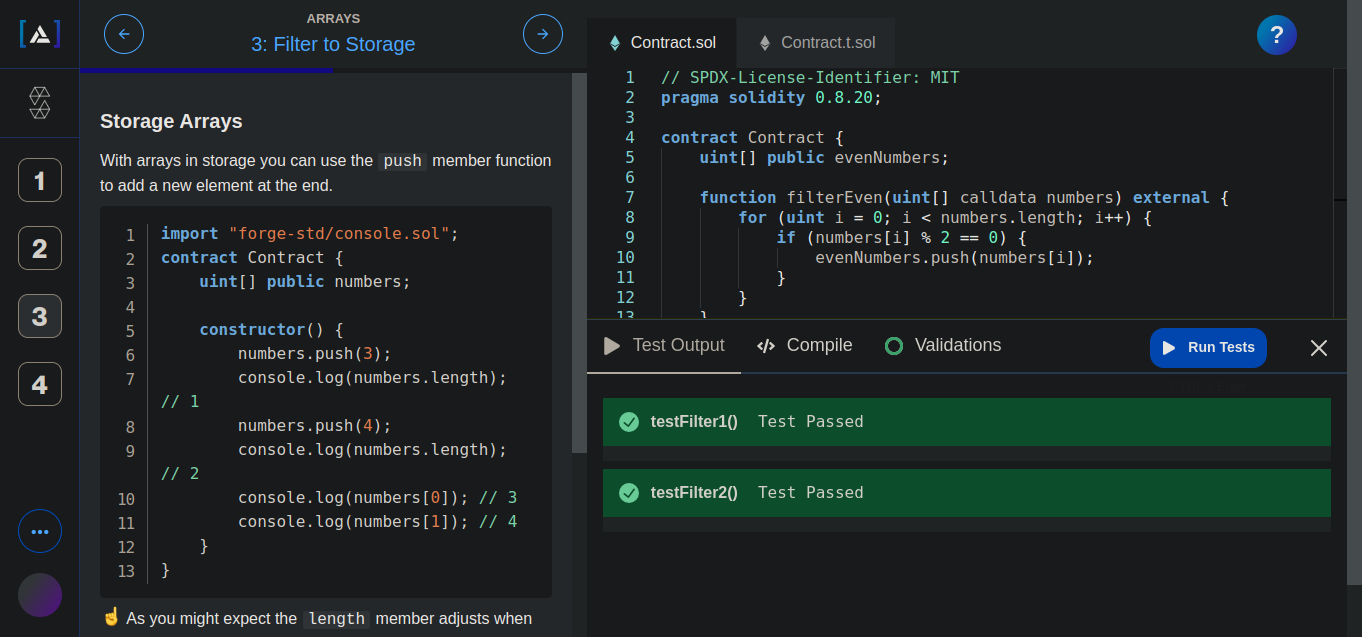 ARRAYS
3: Filter to Storage
1
2
3
4
Storage Arrays
With arrays in storage you can use the push member function
to add a new element at the end.
1 import "forge-std/console.sol";
2 contract Contract {
3 uint[] public numbers;
4
5 constructor() {
6 numbers.push(3);
7 console.log(numbers.length);
// 1
8 numbers.push(4);
9 console.log(numbers.length);
// 2
10 console.log(numbers[0]); // 3
11 console.log(numbers[1]); // 4
12 }
13 }
☝️ As you might expect the length member adjusts when
Contract.sol
Contract.t.sol
?
1 // SPDX-License-Identifier: MIT
2 pragma solidity 0.8.20;
3
4 contract Contract {
5 uint[] public evenNumbers;
6
7 function filterEven(uint[] calldata numbers) external {
8 for (uint i = 0; i < numbers.length; i++) {
9 if (numbers[i] % 2 == 0) {
10 evenNumbers.push(numbers[i]);
11 }
12 }
13 }
Test Output
Compile
Validations
Run Tests
testFilter1() Test Passed
testFilter2() Test Passed